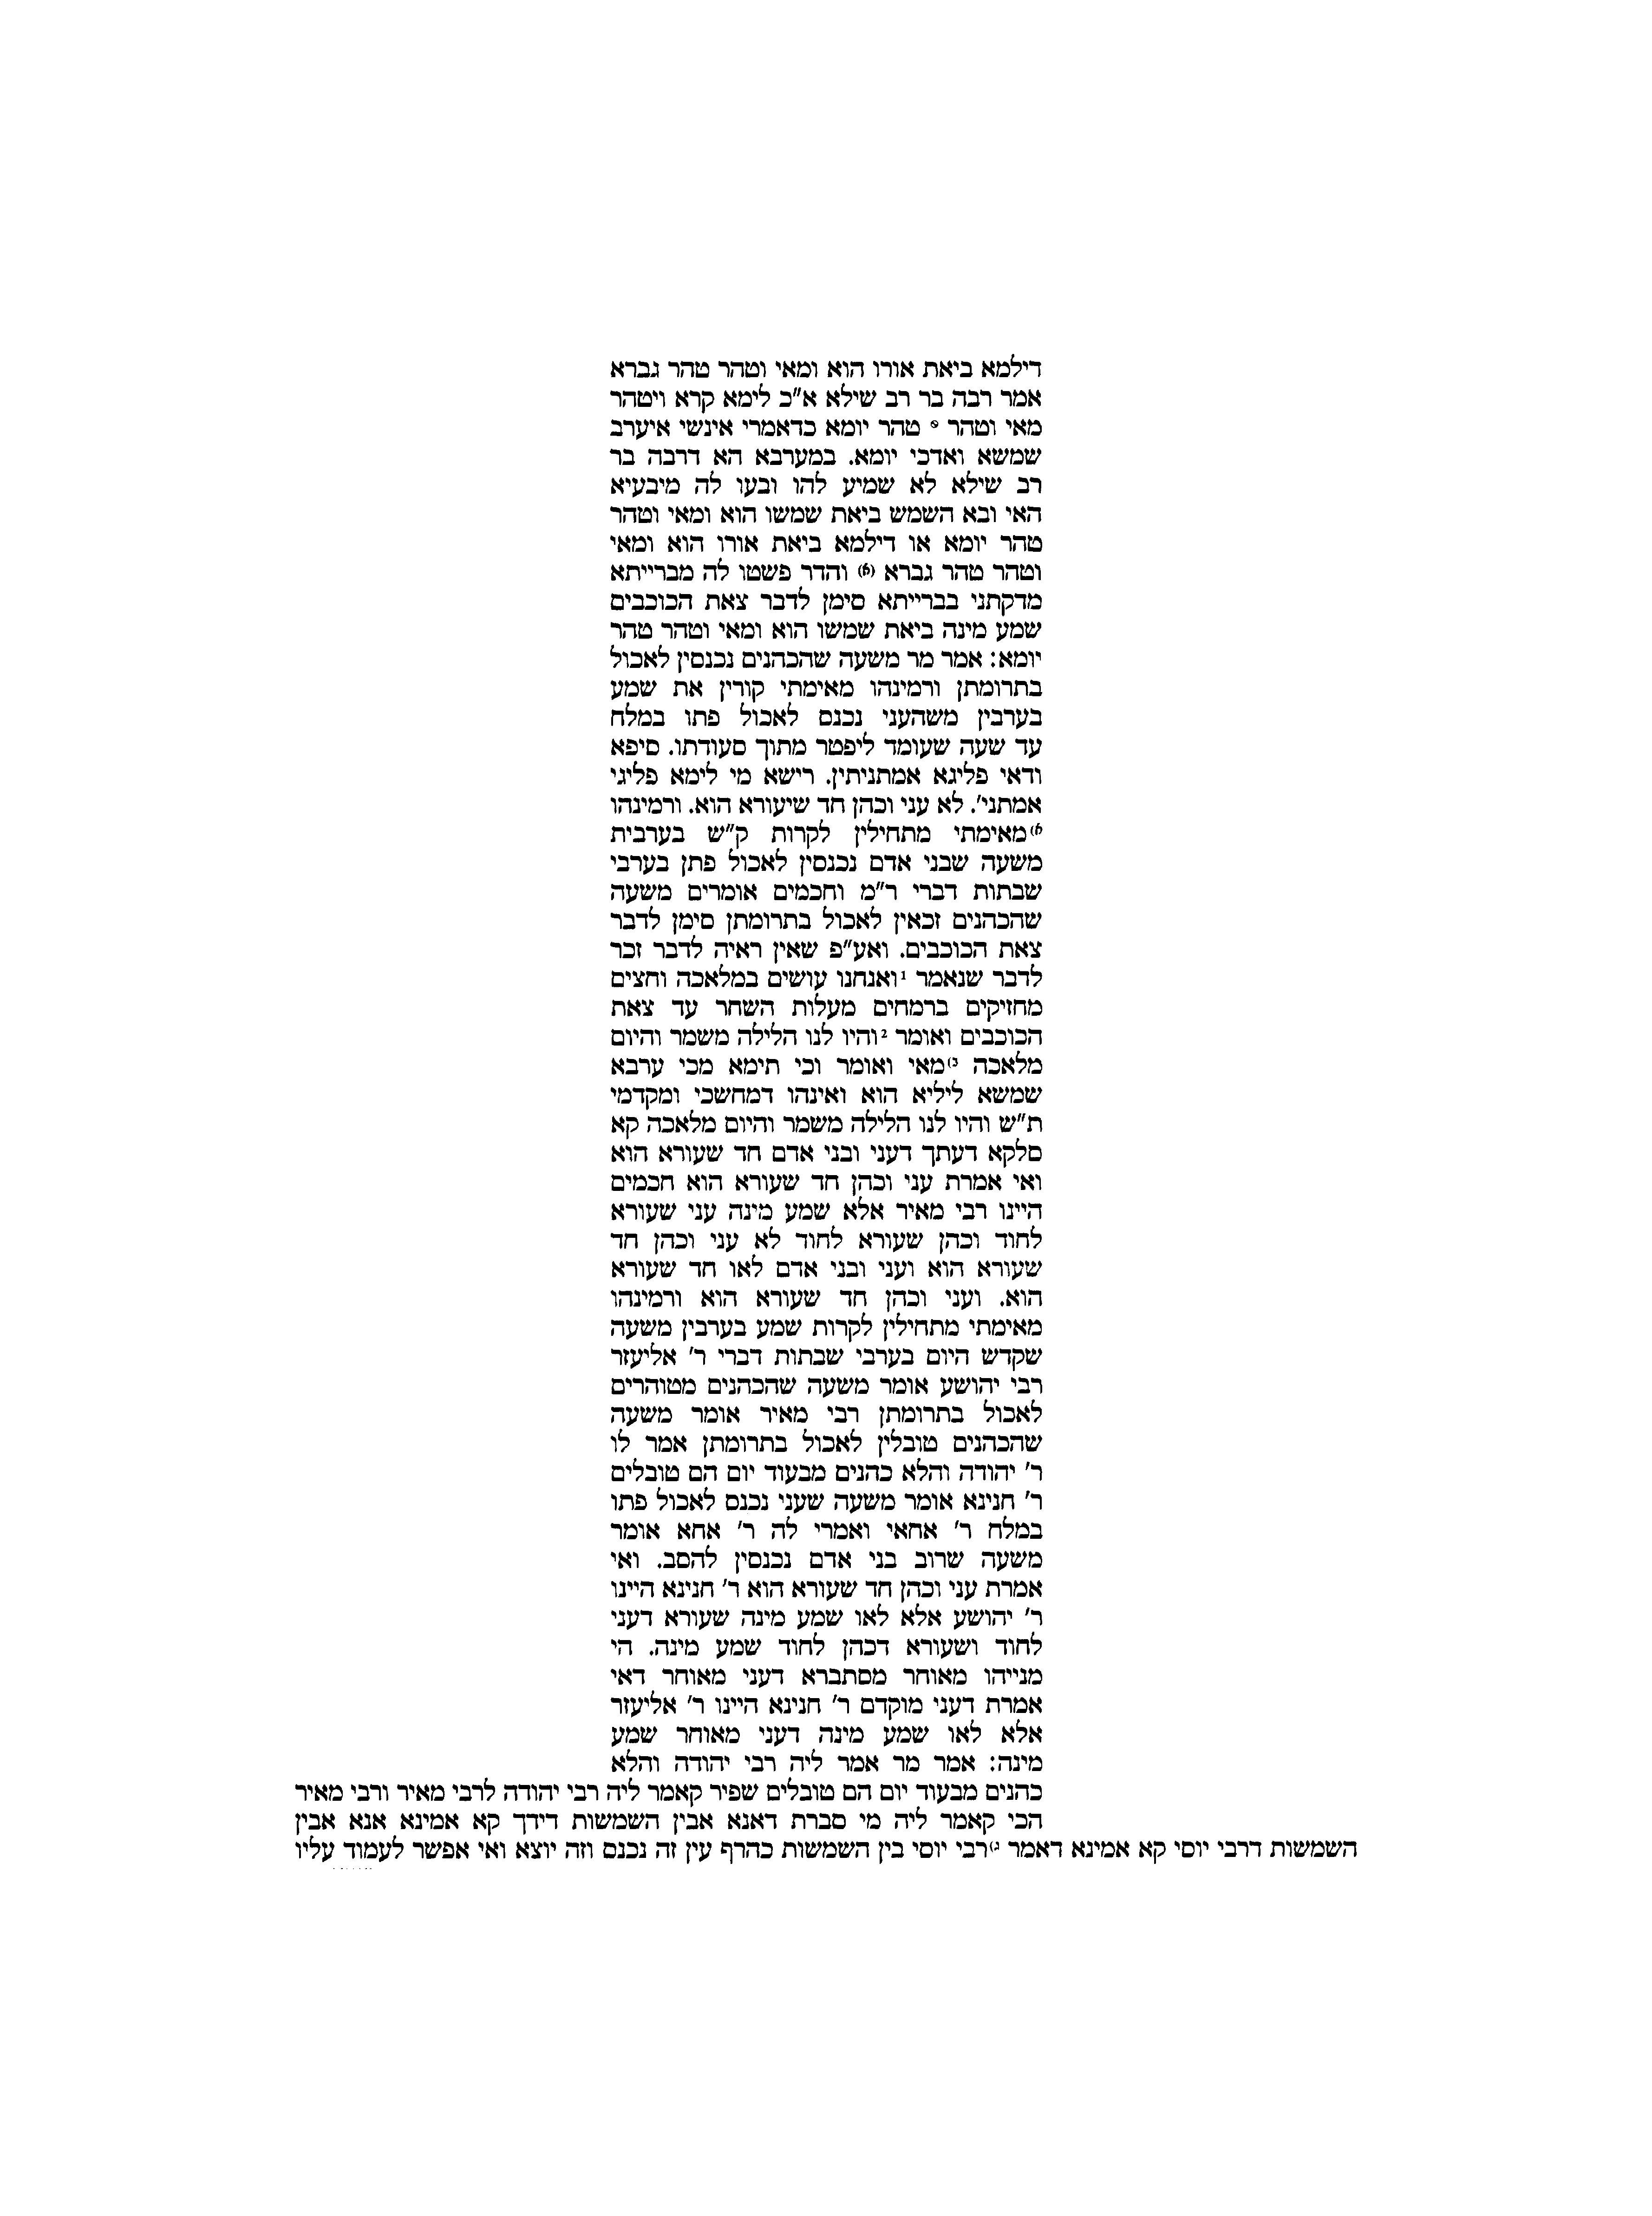 דילמא ביאת אורו הוא ומאי וטהר טהר גברא
אמר רבה בר רב שילא א"כ לימא קרא ויטהר
מאי וטהר ° טהר יומא כדאמרי אינשי איערב
שמשא ואדכי יומא. במערבא הא דרבה בר
רב שילא לא שמיע להו ובעו לה מיבעיא
האי ובא השמש ביאת שמשו הוא ומאי וטהר
טהר יומא או דילמא ביאת אורו הוא ומאי
וטהר טהר גברא (א) והדר פשטו לה מברייתא
מדקתני בברייתא סימן לדבר צאת הכוכבים
שמע מינה ביאת שמשו הוא ומאי וטהר טהר
יומא: אמר מר משעה שהכהנים נכנסין לאכול
בתרומתן ורמינהו מאימתי קורין את שמע
בערבין משהעני נכנס לאכול פתו במלח
עד שעה שעומד ליפטר מתוך סעודתו. סיפא
ודאי פליגא אמתניתין. רישא מי לימא פליגי
אמתני'. לא עני וכהן חד שיעורא הוא. ורמינהו
א)מאימתי מתחילין לקרות ק"ש בערבית
משעה שבני אדם נכנסין לאכול פתן בערבי
שבתות דברי ר"מ וחכמים אומרים משעה
שהכהנים זכאין לאכול בתרומתן סימן לדבר
צאת הכוכבים. ואע"פ שאין ראיה לדבר זכר
לדבר שנאמר 1ואנחנו עושים במלאכה וחצים
מחזיקים ברמחים מעלות השחר עד צאת
הכוכבים ואומר 2והיו לנו הלילה משמר והיום
מלאכה ב)מאי ואומר וכי תימא מכי ערבא
שמשא ליליא הוא ואינהו דמחשכי ומקדמי
ת"ש והיו לנו הלילה משמר והיום מלאכה קא
סלקא דעתך דעני ובני אדם חד שעורא הוא
ואי אמרת עני וכהן חד שעורא הוא חכמים
היינו רבי מאיר אלא שמע מינה עני שעורא
לחוד וכהן שעורא לחוד לא עני וכהן חד
שעורא הוא ועני ובני אדם לאו חד שעורא
הוא. ועני וכהן חד שעורא הוא ורמינהו
מאימתי מתחילין לקרות שמע בערבין משעה
שקדש היום בערבי שבתות דברי ר' אליעזר
רבי יהושע אומר משעה שהכהנים מטוהרים
לאכול בתרומתן רבי מאיר אומר משעה
שהכהנים טובלין לאכול בתרומתן אמר לו
ר' יהודה והלא כהנים מבעוד יום הם טובלים
ר' חנינא אומר משעה שעני נכנס לאכול פתו
במלח ר' אחאי ואמרי לה ר' אחא אומר
משעה שרוב בני אדם נכנסין להסב. ואי
אמרת עני וכהן חד שעורא הוא ר' חנינא היינו
ר' יהושע אלא לאו שמע מינה שעורא דעני
לחוד ושעורא דכהן לחוד שמע מינה. הי
מנייהו מאוחר מסתברא דעני מאוחר דאי
אמרת דעני מוקדם ר' חנינא היינו ר' אליעזר
אלא לאו שמע מינה דעני מאוחר שמע
מינה: אמר מר אמר ליה רבי יהודה והלא
כהנים מבעוד יום הם טובלים שפיר קאמר ליה רבי יהודה לרבי מאיר ורבי מאיר
הכי קאמר ליה מי סברת דאנא אבין השמשות דידך קא אמינא אנא אבין
השמשות דרבי יוסי קא אמינא דאמר ג)רבי יוסי בין השמשות כהרף עין זה נכנס וזה יוצא ואי אפשר לעמוד עליו